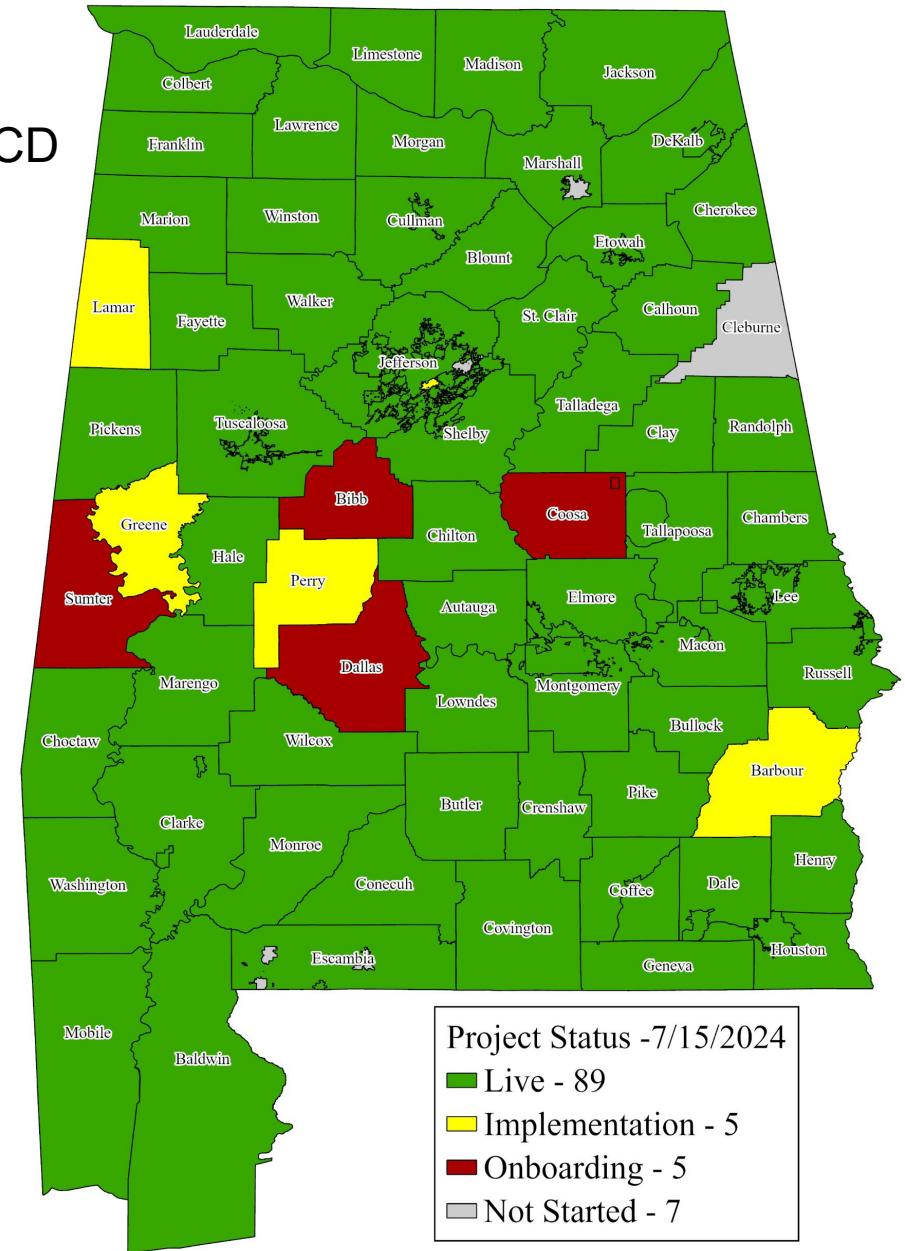 CD
Lauderdale
Limestone
Madison
Jackson
Colbert
Lawrence
Franklin
Morgan
DeKalb
Marshall
Marion
Winston
Cullman
Cherokee
Etowah
Blount
Lamar
Fayette
Walker
St. Clair
Calhoun
Cleburne
Jefferson
Pickens
Tuscaloosa
Shelby
Talladega
Clay
Randolph
Bibb
Greene
Coosa
Chambers
Hale
Chilton
Tallapoosa
Sumter
Perry
Autauga
Elmore
Lee
Dallas
Macon
Marengo
Lowndes
Montgomery
Russell
Choctaw
Wilcox
Bullock
Barbour
Clarke
Butler
Crenshaw
Pike
Monroe
Henry
Washington
Conecuh
Coffee
Dale
Covington
Escambia
Geneva
Houston
Mobile
Baldwin
Project Status -7/15/2024
Live - 89
Implementation - 5
Onboarding - 5
Not Started - 7